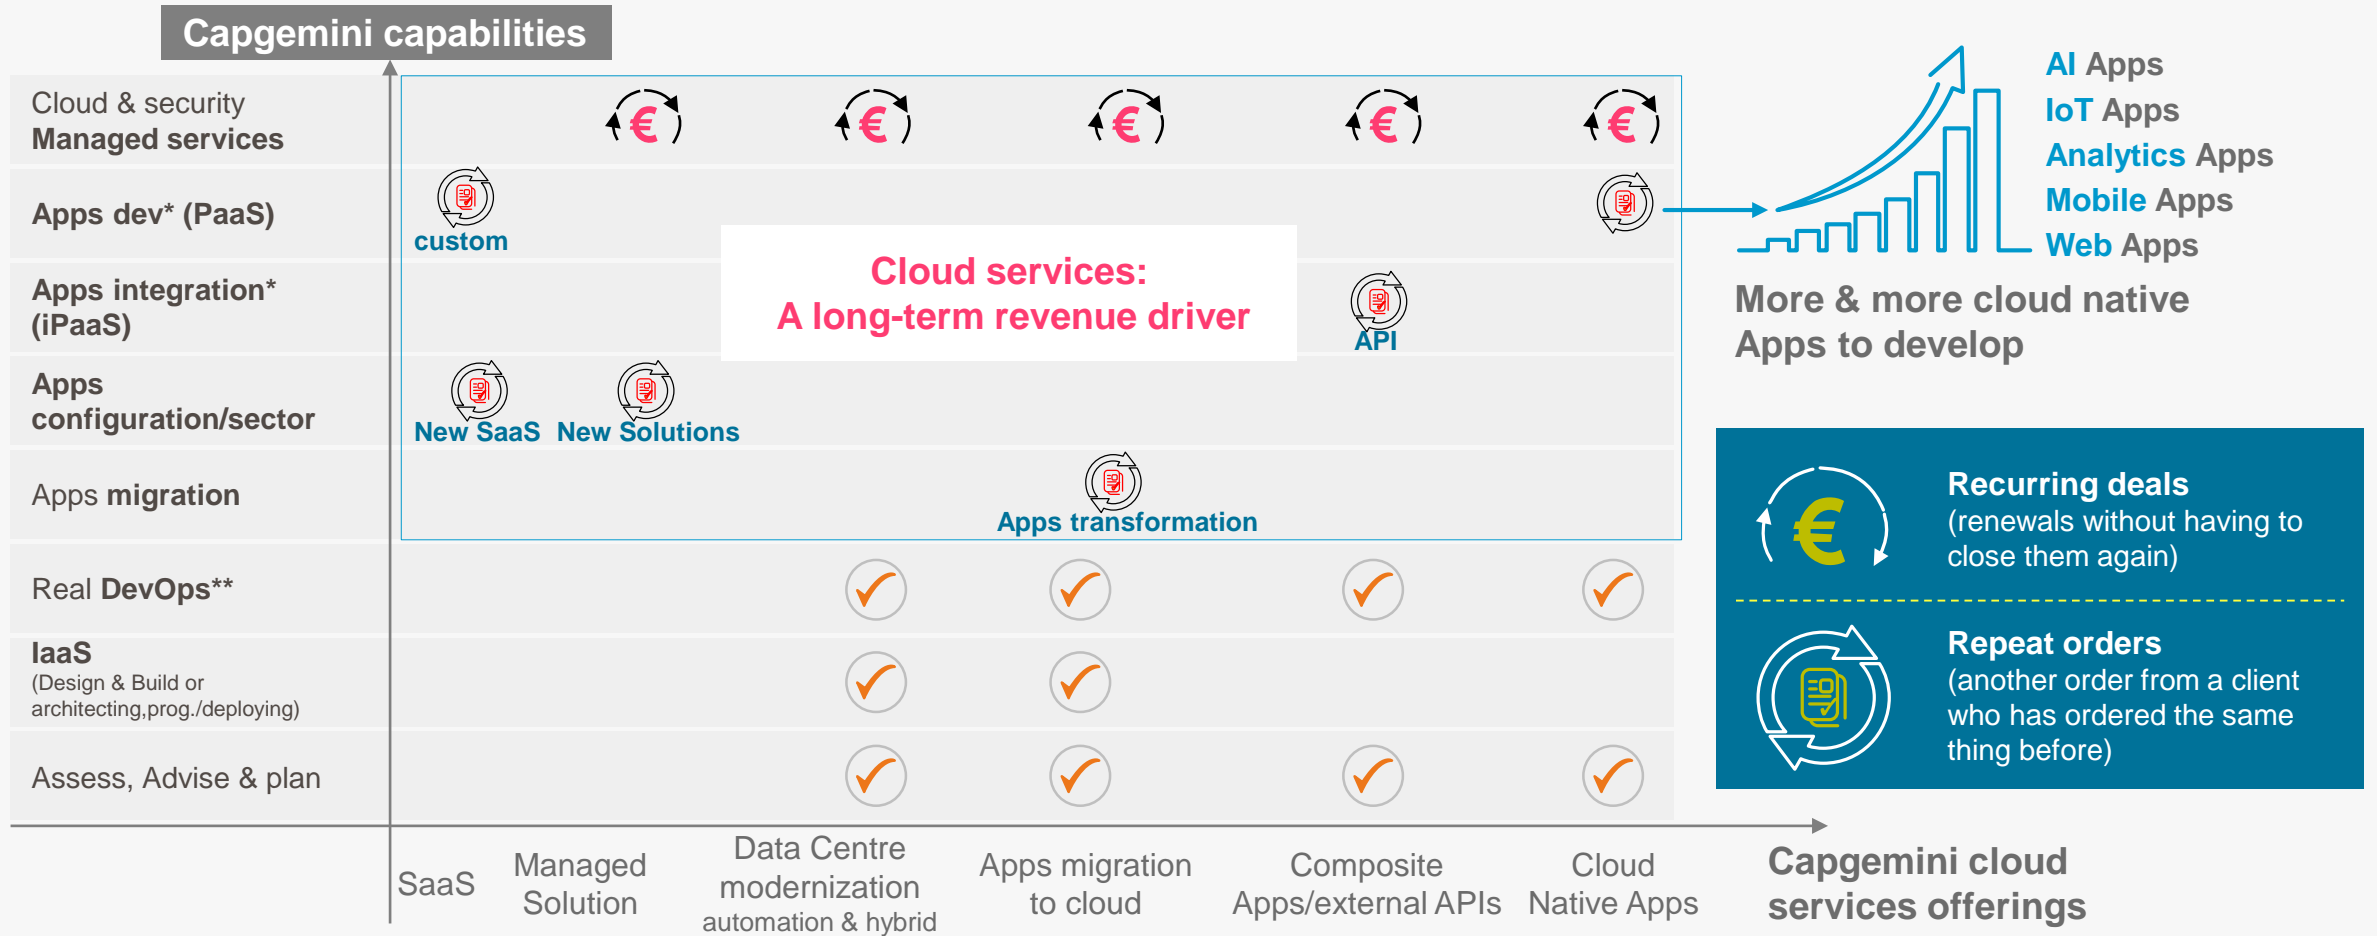 Capgemini capabilities
Cloud & security
Managed services
€
€
€
€
€
Apps dev* (PaaS)
custom
Apps integration*
(iPaaS)
API
Cloud services:
A long-term revenue driver
Apps
configuration/sector
New SaaS
New Solutions
Apps migration
Apps transformation
Real DevOps**
IaaS
(Design & Build or
architecting,prog./deploying)
Assess, Advise & plan
SaaS
Managed
Solution
Data Centre
modernization
automation & hybrid
Apps migration
to cloud
Composite
Apps/external APIs
Cloud
Native Apps
Capgemini cloud
services offerings
AI Apps
IoT Apps
Analytics Apps
Mobile Apps
Web Apps
More & more cloud native
Apps to develop
€
Recurring deals
(renewals without having to
close them again)
Repeat orders
(another order from a client
who has ordered the same
thing before)